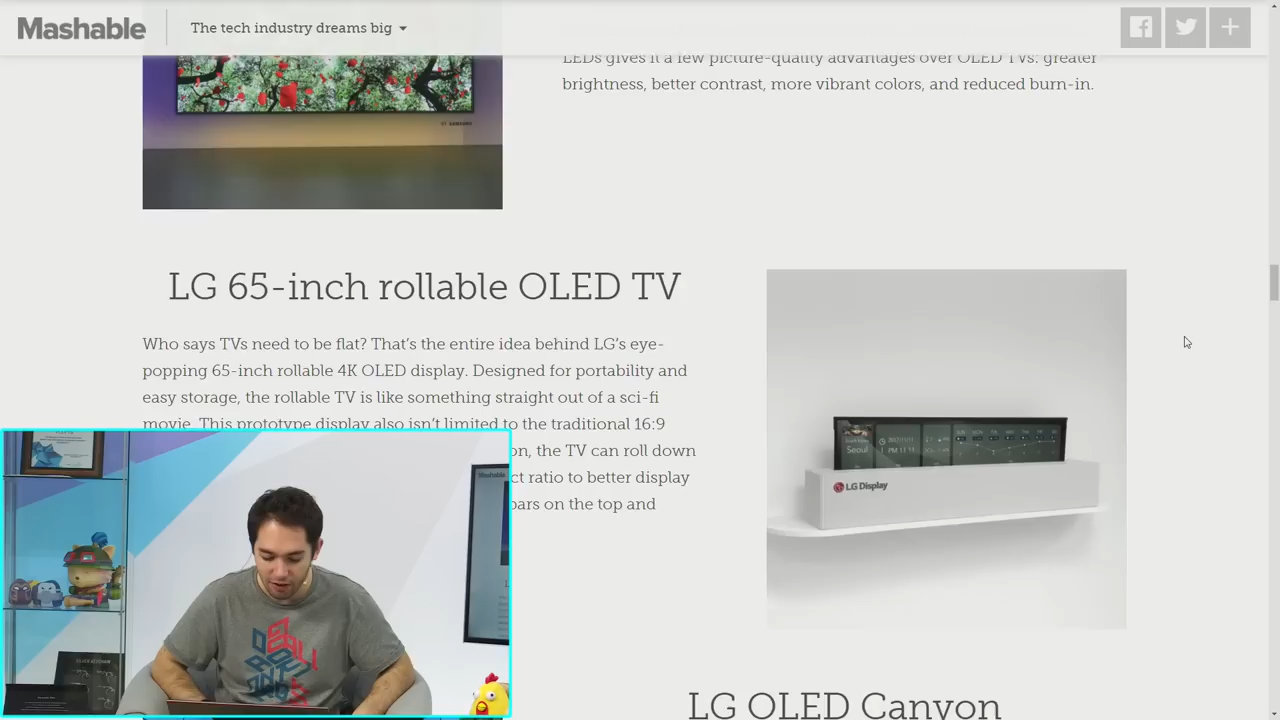 Mashable
The tech industry dreams big
LEDs gives it a few picture-quality advantages over OLED TVs: greater
brightness, better contrast, more vibrant colors, and reduced burn-in.
SAMSUNG
LG 65-inch rollable OLED TV
Who says TVs need to be flat? That's the entire idea behind LG's eye-
popping 65-inch rollable 4K OLED display. Designed for portability and
easy storage, the rollable TV is like something straight out of a sci-fi
movie. This prototype display also isn't limited to the traditional 16:9
on, the TV can roll down
ct ratio to better display
bars on the top and
Seoul
PM 11:11
LG Display
Mashable
LG OLED Canyon